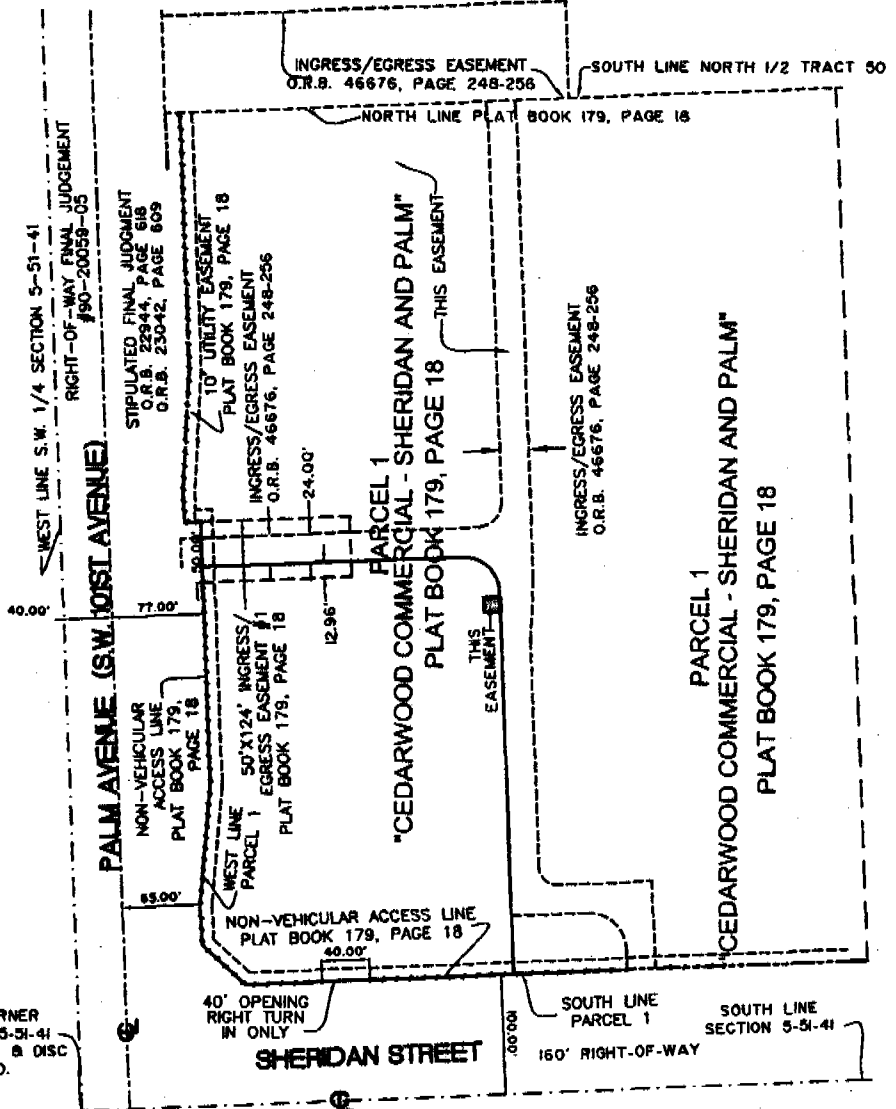 INGRESS/EGRESS EASEMENT
O.R.B. 46676, PAGE 248-256
SOUTH LINE NORTH 1/2 TRACT 50
NORTH LINE PLAT BOOK 179, PAGE 18
WEST LINE S.W. 1/4 SECTION 5-51-41
RIGHT-OF-WAY FINAL JUDGEMENT
#90-20059-05
STIPULATED FINAL JUDGMENT
O.R.B. 22944, PAGE 618
O.R.B. 23042, PAGE 609
10' UTILITY EASEMENT
PLAT BOOK 179, PAGE 18
INGRESS/EGRESS EASEMENT
O.R.B. 46676, PAGE 248-256
24.00'
PARCEL 1
"CEDARWOOD COMMERCIAL - SHERIDAN AND PALM"
PLAT BOOK 179, PAGE 18
THIS EASEMENT
INGRESS/EGRESS EASEMENT
O.R.B. 46676, PAGE 248-256
PARCEL 1
"CEDARWOOD COMMERCIAL - SHERIDAN AND PALM"
PLAT BOOK 179, PAGE 18
PALM AVENUE (S.W. 101ST AVENUE)
50.00'
40.00'
77.00'
12.96'
THIS
EASEMENT
NON-VEHICULAR
ACCESS LINE
PLAT BOOK 179,
PAGE 18
50'X124' INGRESS/
EGRESS EASEMENT #1
PLAT BOOK 179, PAGE 18
WEST LINE
PARCEL 1
65.00'
NON-VEHICULAR ACCESS LINE
PLAT BOOK 179, PAGE 18
40.00'
40' OPENING
RIGHT TURN
IN ONLY
SOUTH LINE
PARCEL 1
SOUTH LINE
SECTION 5-51-41
100.00'
160' RIGHT-OF-WAY
SHERIDAN STREET
RNER
5-51-41
& DISC